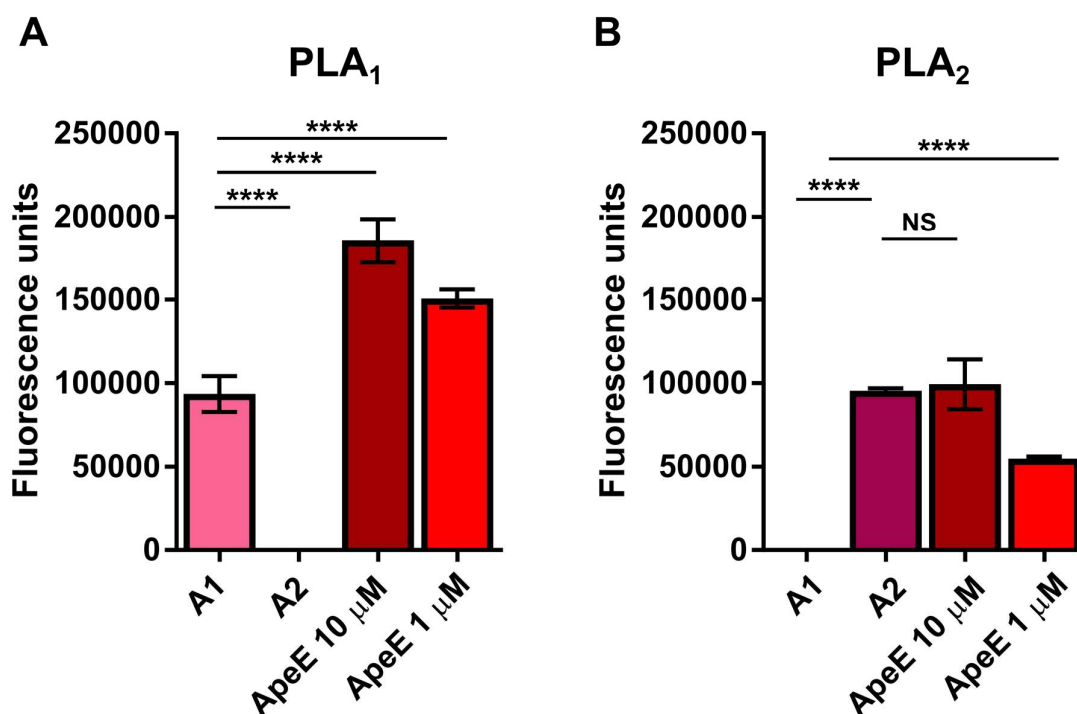 A
PLA₁
Fluorescence units
250000
200000
150000
100000
50000
0
****
****
****
A1
A2
ApeE 10 μM
ApeE 1 μM
B
PLA₂
Fluorescence units
250000
200000
150000
100000
50000
0
****
****
NS
A1
A2
ApeE 10 μM
ApeE 1 μM